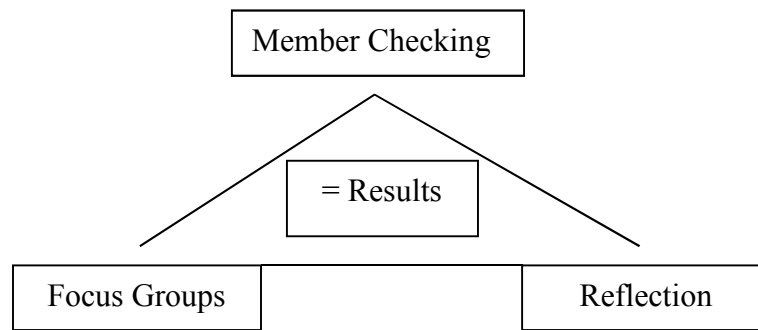 Member Checking
= Results
Focus Groups
Reflection